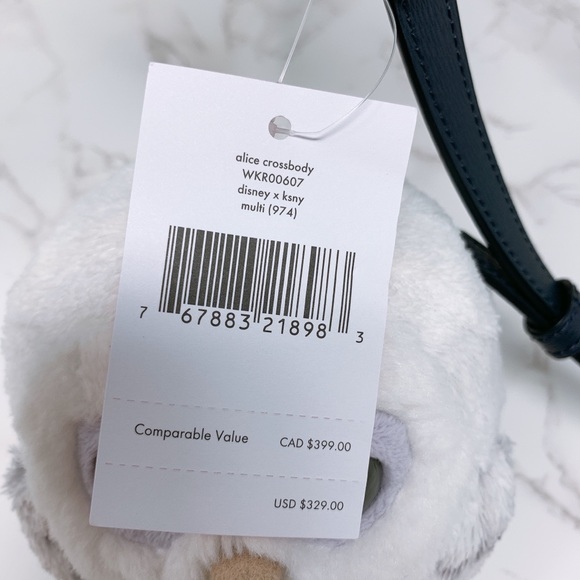 alice crossbody
WKR00607
disney x ksny
multi (974)
7 67883 21898 3
Comparable Value CAD $399.00
USD $329.00